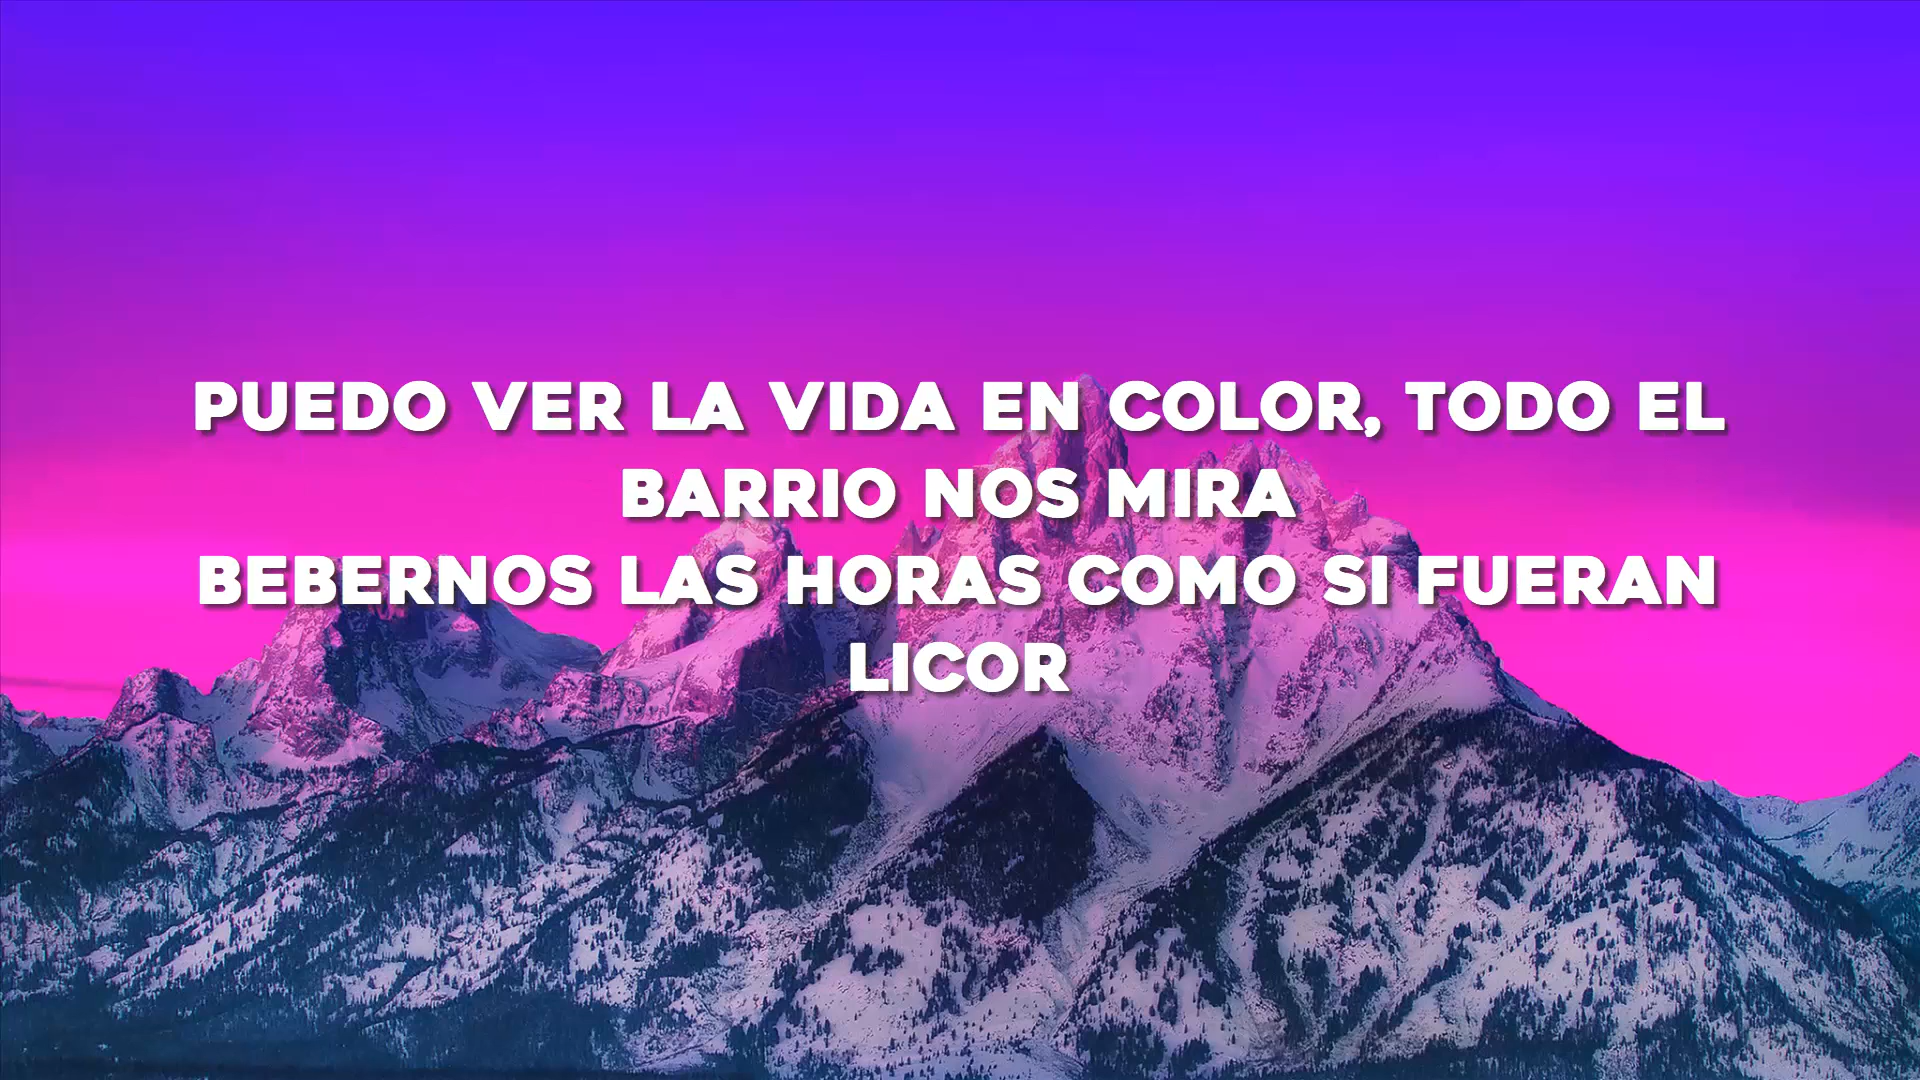 PUEDO VER LA VIDA EN COLOR, TODO EL
BARRIO NOS MIRA
BEBERNOS LAS HORAS COMO SI FUERAN
LICOR